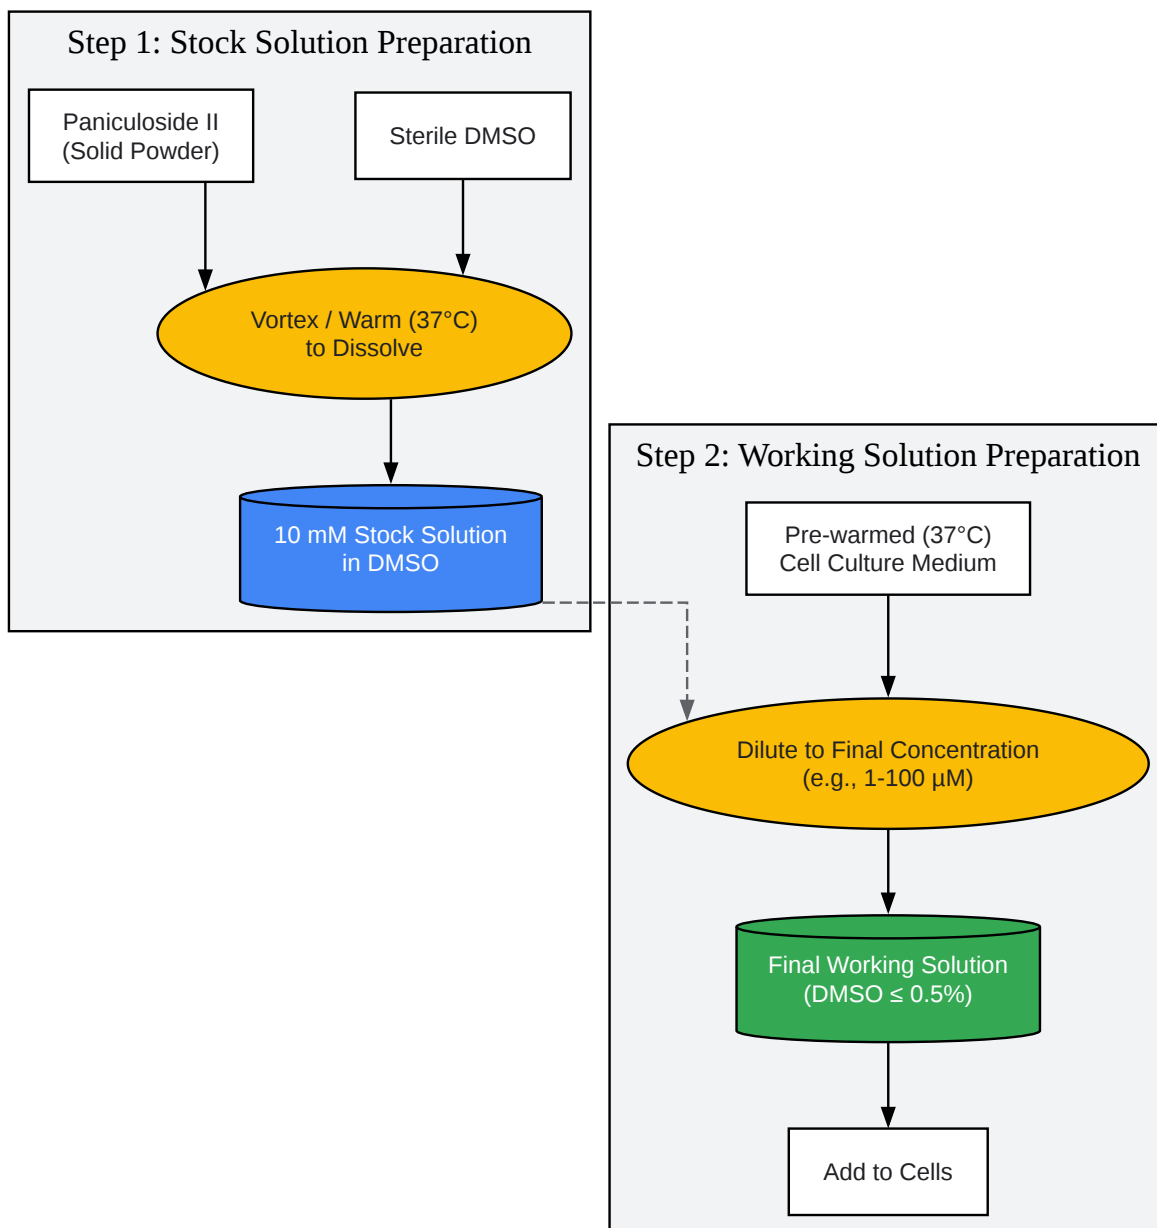 Step 1: Stock Solution Preparation
Paniculoside II
(Solid Powder)
Sterile DMSO
Vortex / Warm (37°C)
to Dissolve
10 mM Stock Solution
in DMSO
Step 2: Working Solution Preparation
Pre-warmed (37°C)
Cell Culture Medium
Dilute to Final Concentration
(e.g., 1-100 µM)
Final Working Solution
(DMSO ≤ 0.5%)
Add to Cells